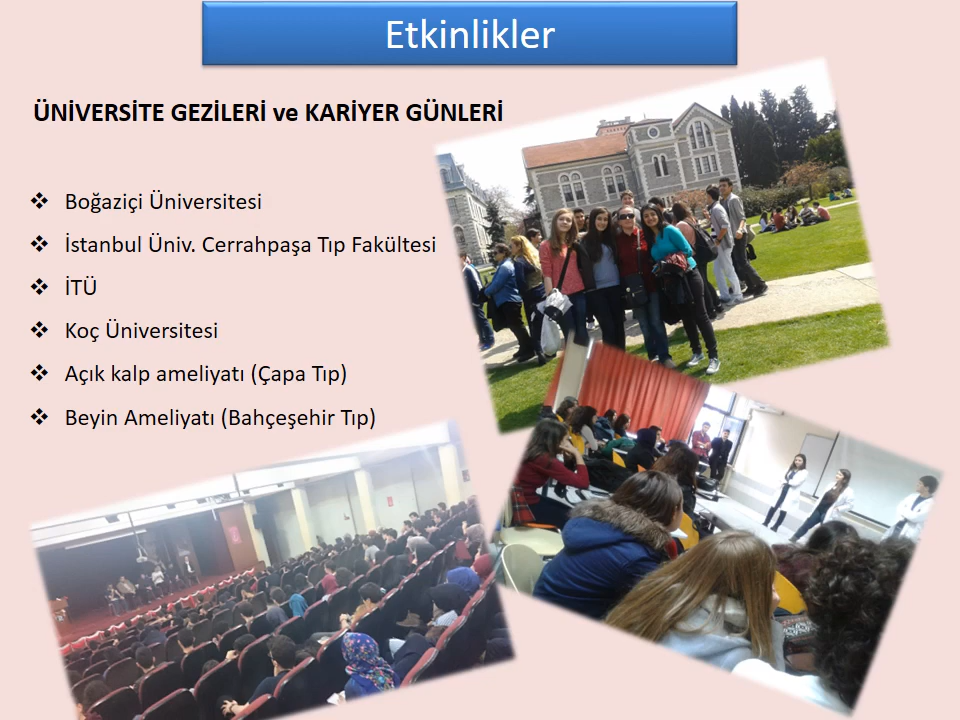 Etkinlikler
ÜNİVERSİTE GEZİLERİ ve KARİYER GÜNLERİ
❖ Boğaziçi Üniversitesi
❖ İstanbul Üniv. Cerrahpaşa Tıp Fakültesi
❖ İTÜ
❖ Koç Üniversitesi
❖ Açık kalp ameliyatı (Çapa Tıp)
❖ Beyin Ameliyatı (Bahçeşehir Tıp)